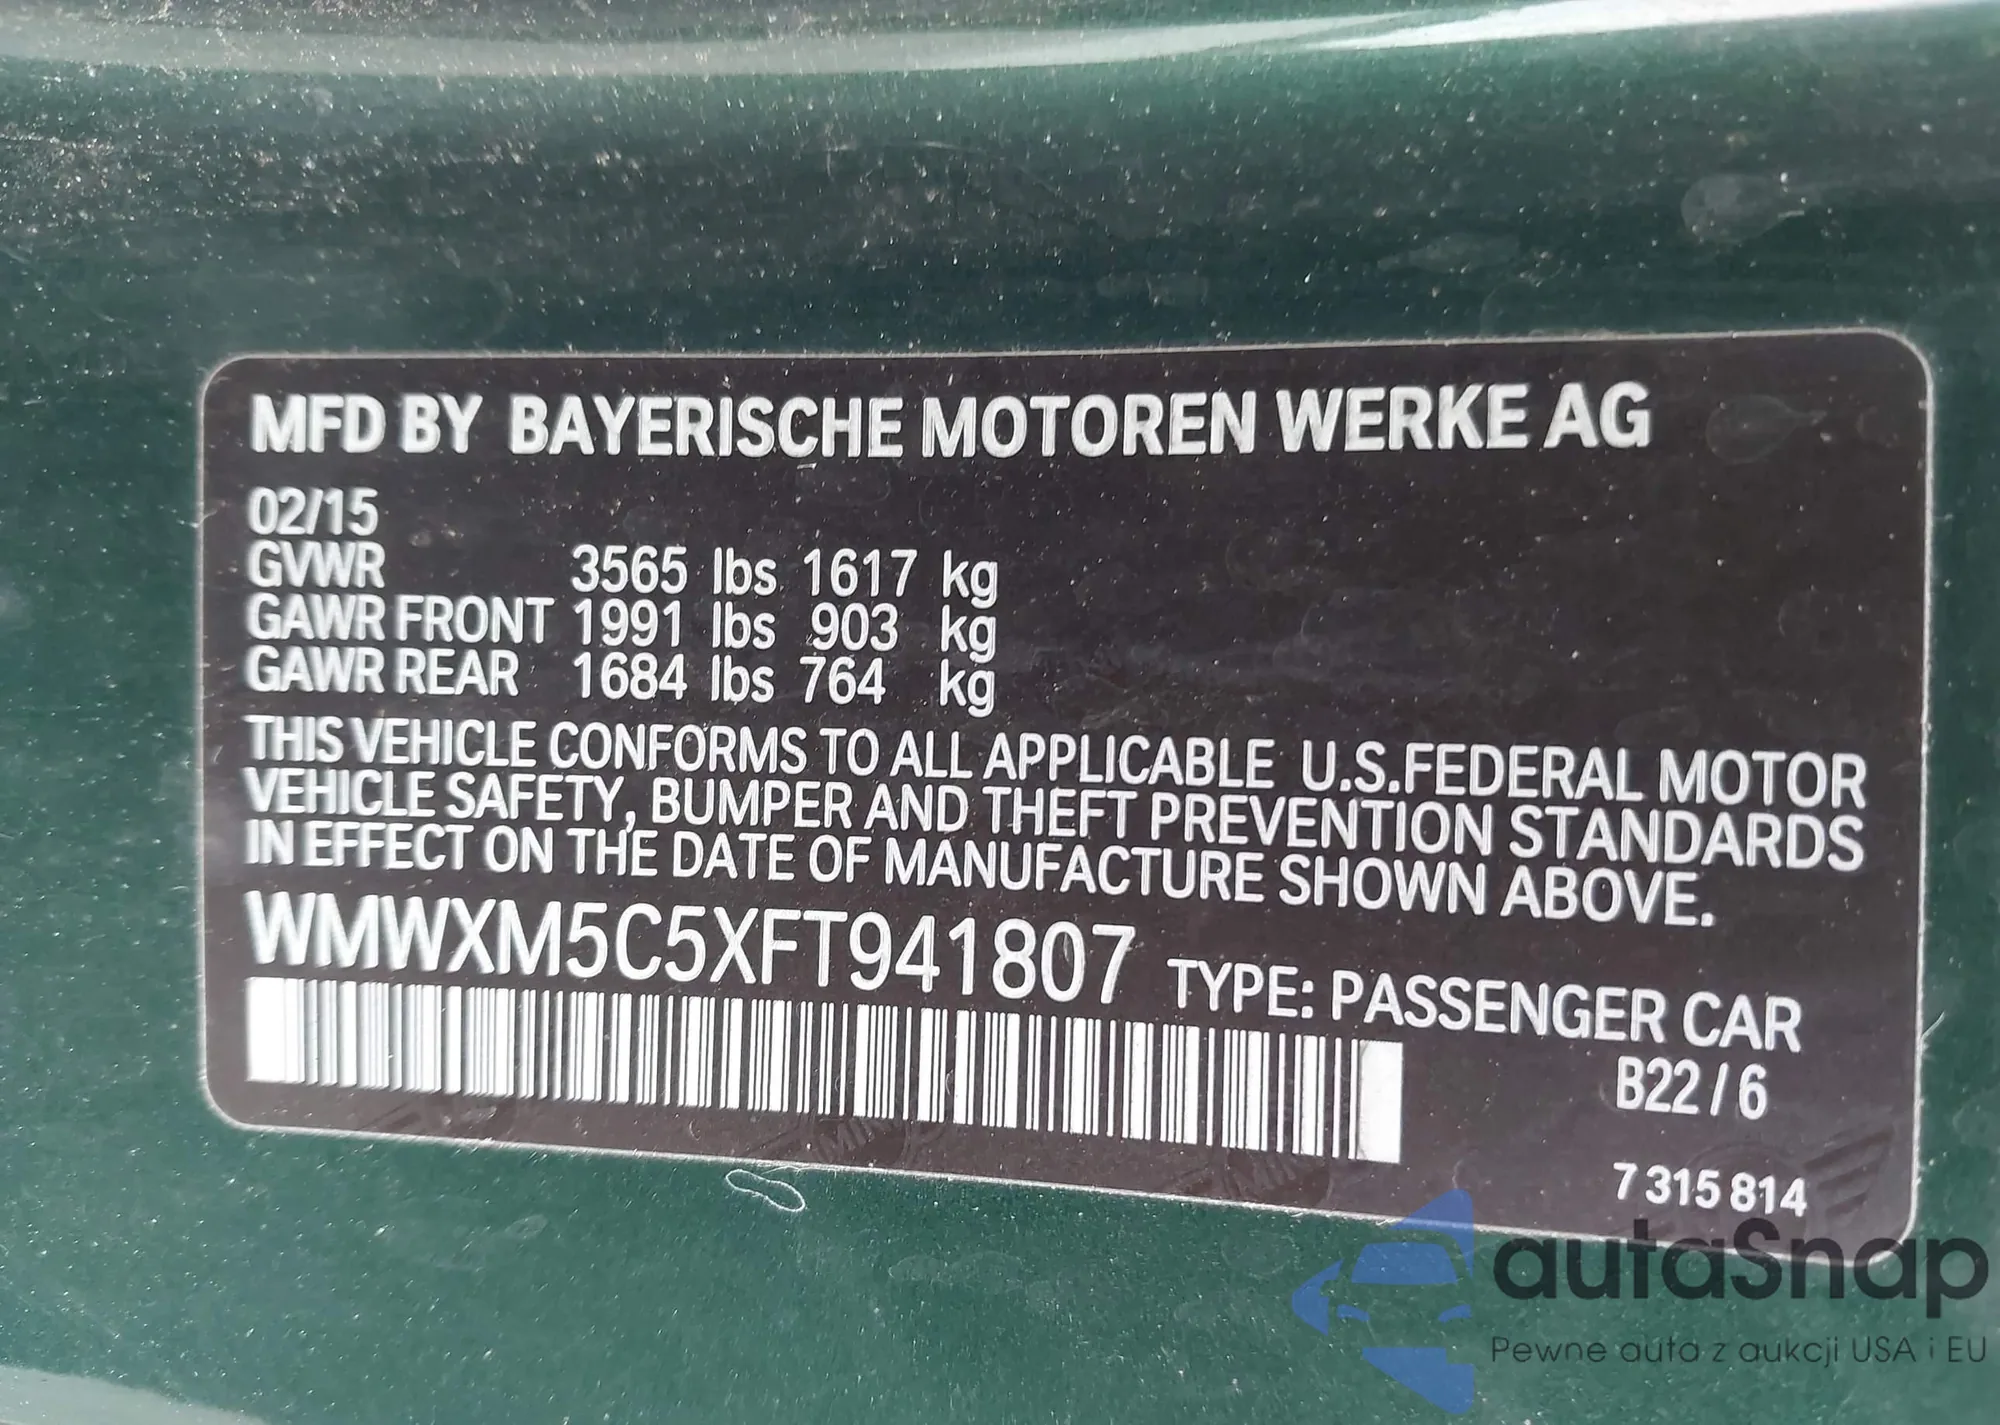 MFD BY BAYERISCHE MOTOREN WERKE AG
02/15
GVWR 3565 lbs 1617 kg
GAWR FRONT 1991 lbs 903 kg
GAWR REAR 1684 lbs 764 kg
THIS VEHICLE CONFORMS TO ALL APPLICABLE U.S.FEDERAL MOTOR
VEHICLE SAFETY, BUMPER AND THEFT PREVENTION STANDARDS
IN EFFECT ON THE DATE OF MANUFACTURE SHOWN ABOVE.
WMWXM5C5XFT941807 TYPE: PASSENGER CAR
B22/6
7 315 814
autaSnap
Pewne auta z aukcji USA i EU